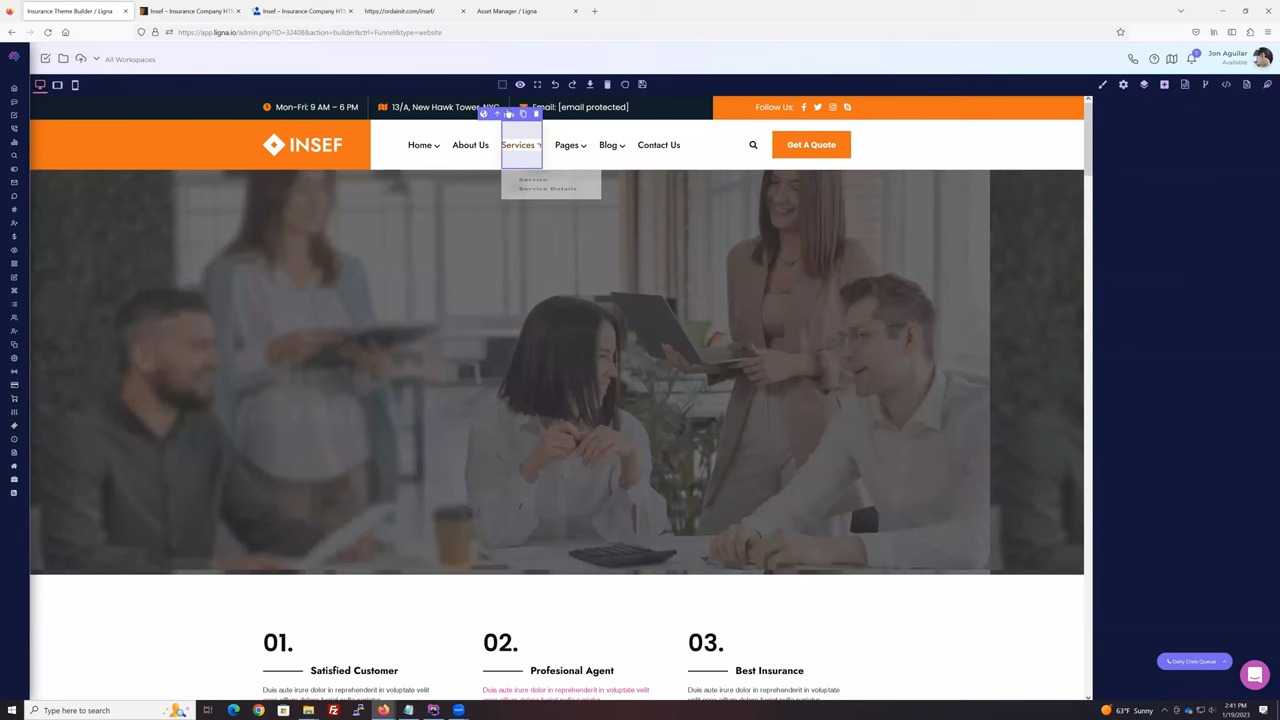 Insurance Theme Builder / Ligna
Insef – Insurance Company HTM
Insef – Insurance Company HTM
https://ordainit.com/insef/
Asset Manager / Ligna
https://app.ligna.io/admin.php?ID=32408&action=builder&ctrl=Funnel&type=website
All Workspaces
Jon Aguilar
Available
Mon-Fri: 9 AM – 6 PM
13/A, New Hawk Tower, NYC
Email: [email protected]
Follow Us:
INSEF
Home
About Us
Services
Pages
Blog
Contact Us
Get A Quote
Service
Service Details
01.
02.
03.
Satisfied Customer
Profesional Agent
Best Insurance
Duis aute irure dolor in reprehenderit in voluptate velit
Duis aute irure dolor in reprehenderit in voluptate velit
Duis aute irure dolor in reprehenderit in voluptate velit
Daily Dials Queue
Type here to search
63°F Sunny
2:41 PM
1/19/2023